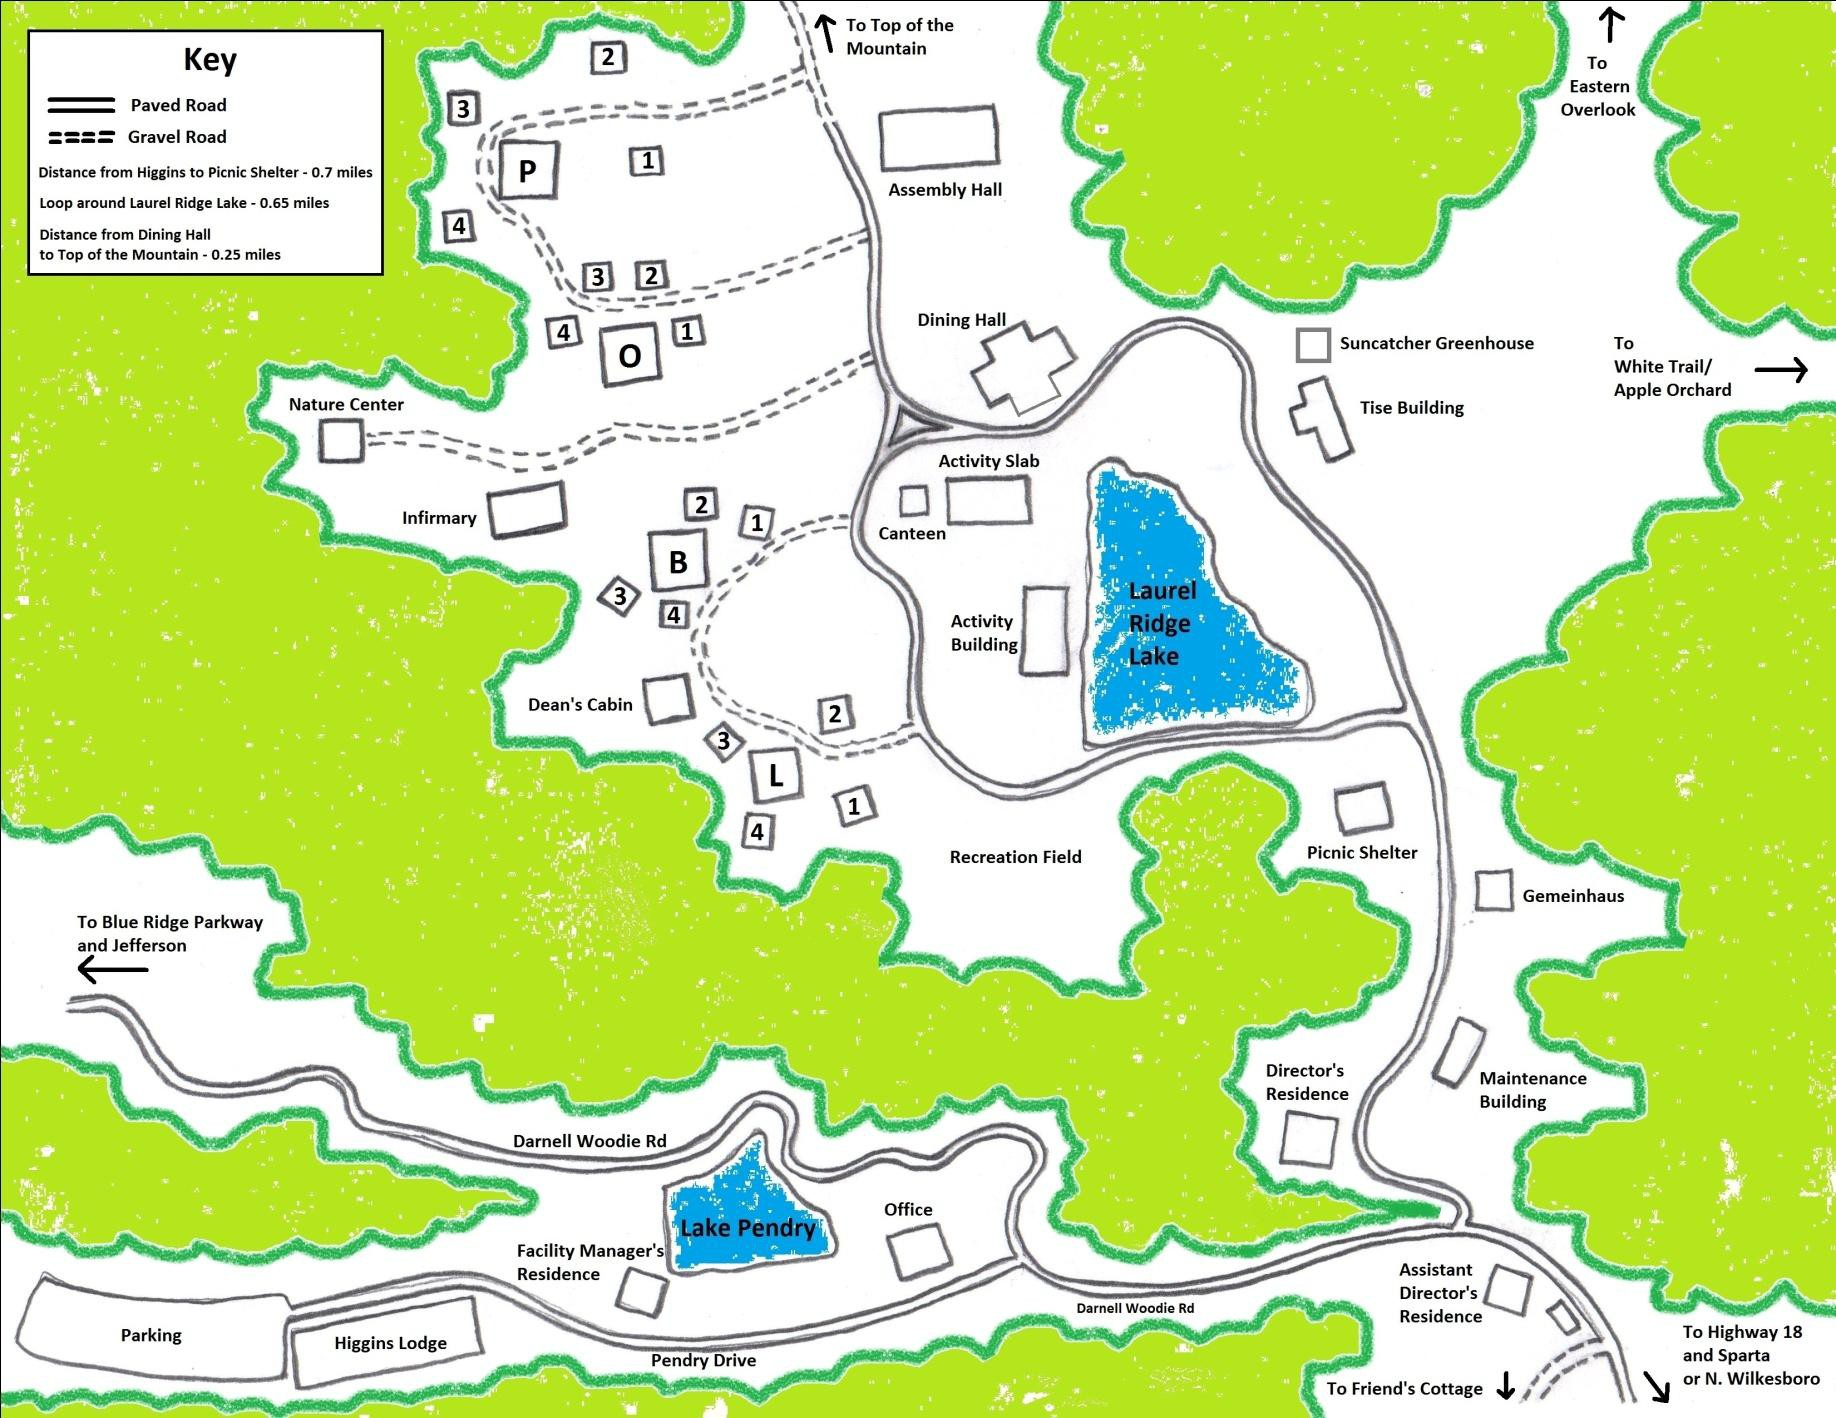 Key
Paved Road
Gravel Road
Distance from Higgins to Picnic Shelter - 0.7 miles
Loop around Laurel Ridge Lake - 0.65 miles
Distance from Dining Hall
to Top of the Mountain - 0.25 miles
To Top of the
Mountain
To
Eastern
Overlook
2
3
P
1
4
Assembly Hall
3
2
4
O
1
Dining Hall
Suncatcher Greenhouse
To
White Trail/
Apple Orchard
Tise Building
Nature Center
Infirmary
Activity Slab
Canteen
2
1
B
3
4
Activity
Building
Laurel
Ridge
Lake
Dean's Cabin
2
3
L
1
4
Recreation Field
Picnic Shelter
Gemeinhaus
To Blue Ridge Parkway
and Jefferson
Director's
Residence
Maintenance
Building
Darnell Woodie Rd
Lake Pendry
Office
Facility Manager's
Residence
Assistant
Director's
Residence
Darnell Woodie Rd
Parking
Higgins Lodge
Pendry Drive
To Friend's Cottage
To Highway 18
and Sparta
or N. Wilkesboro